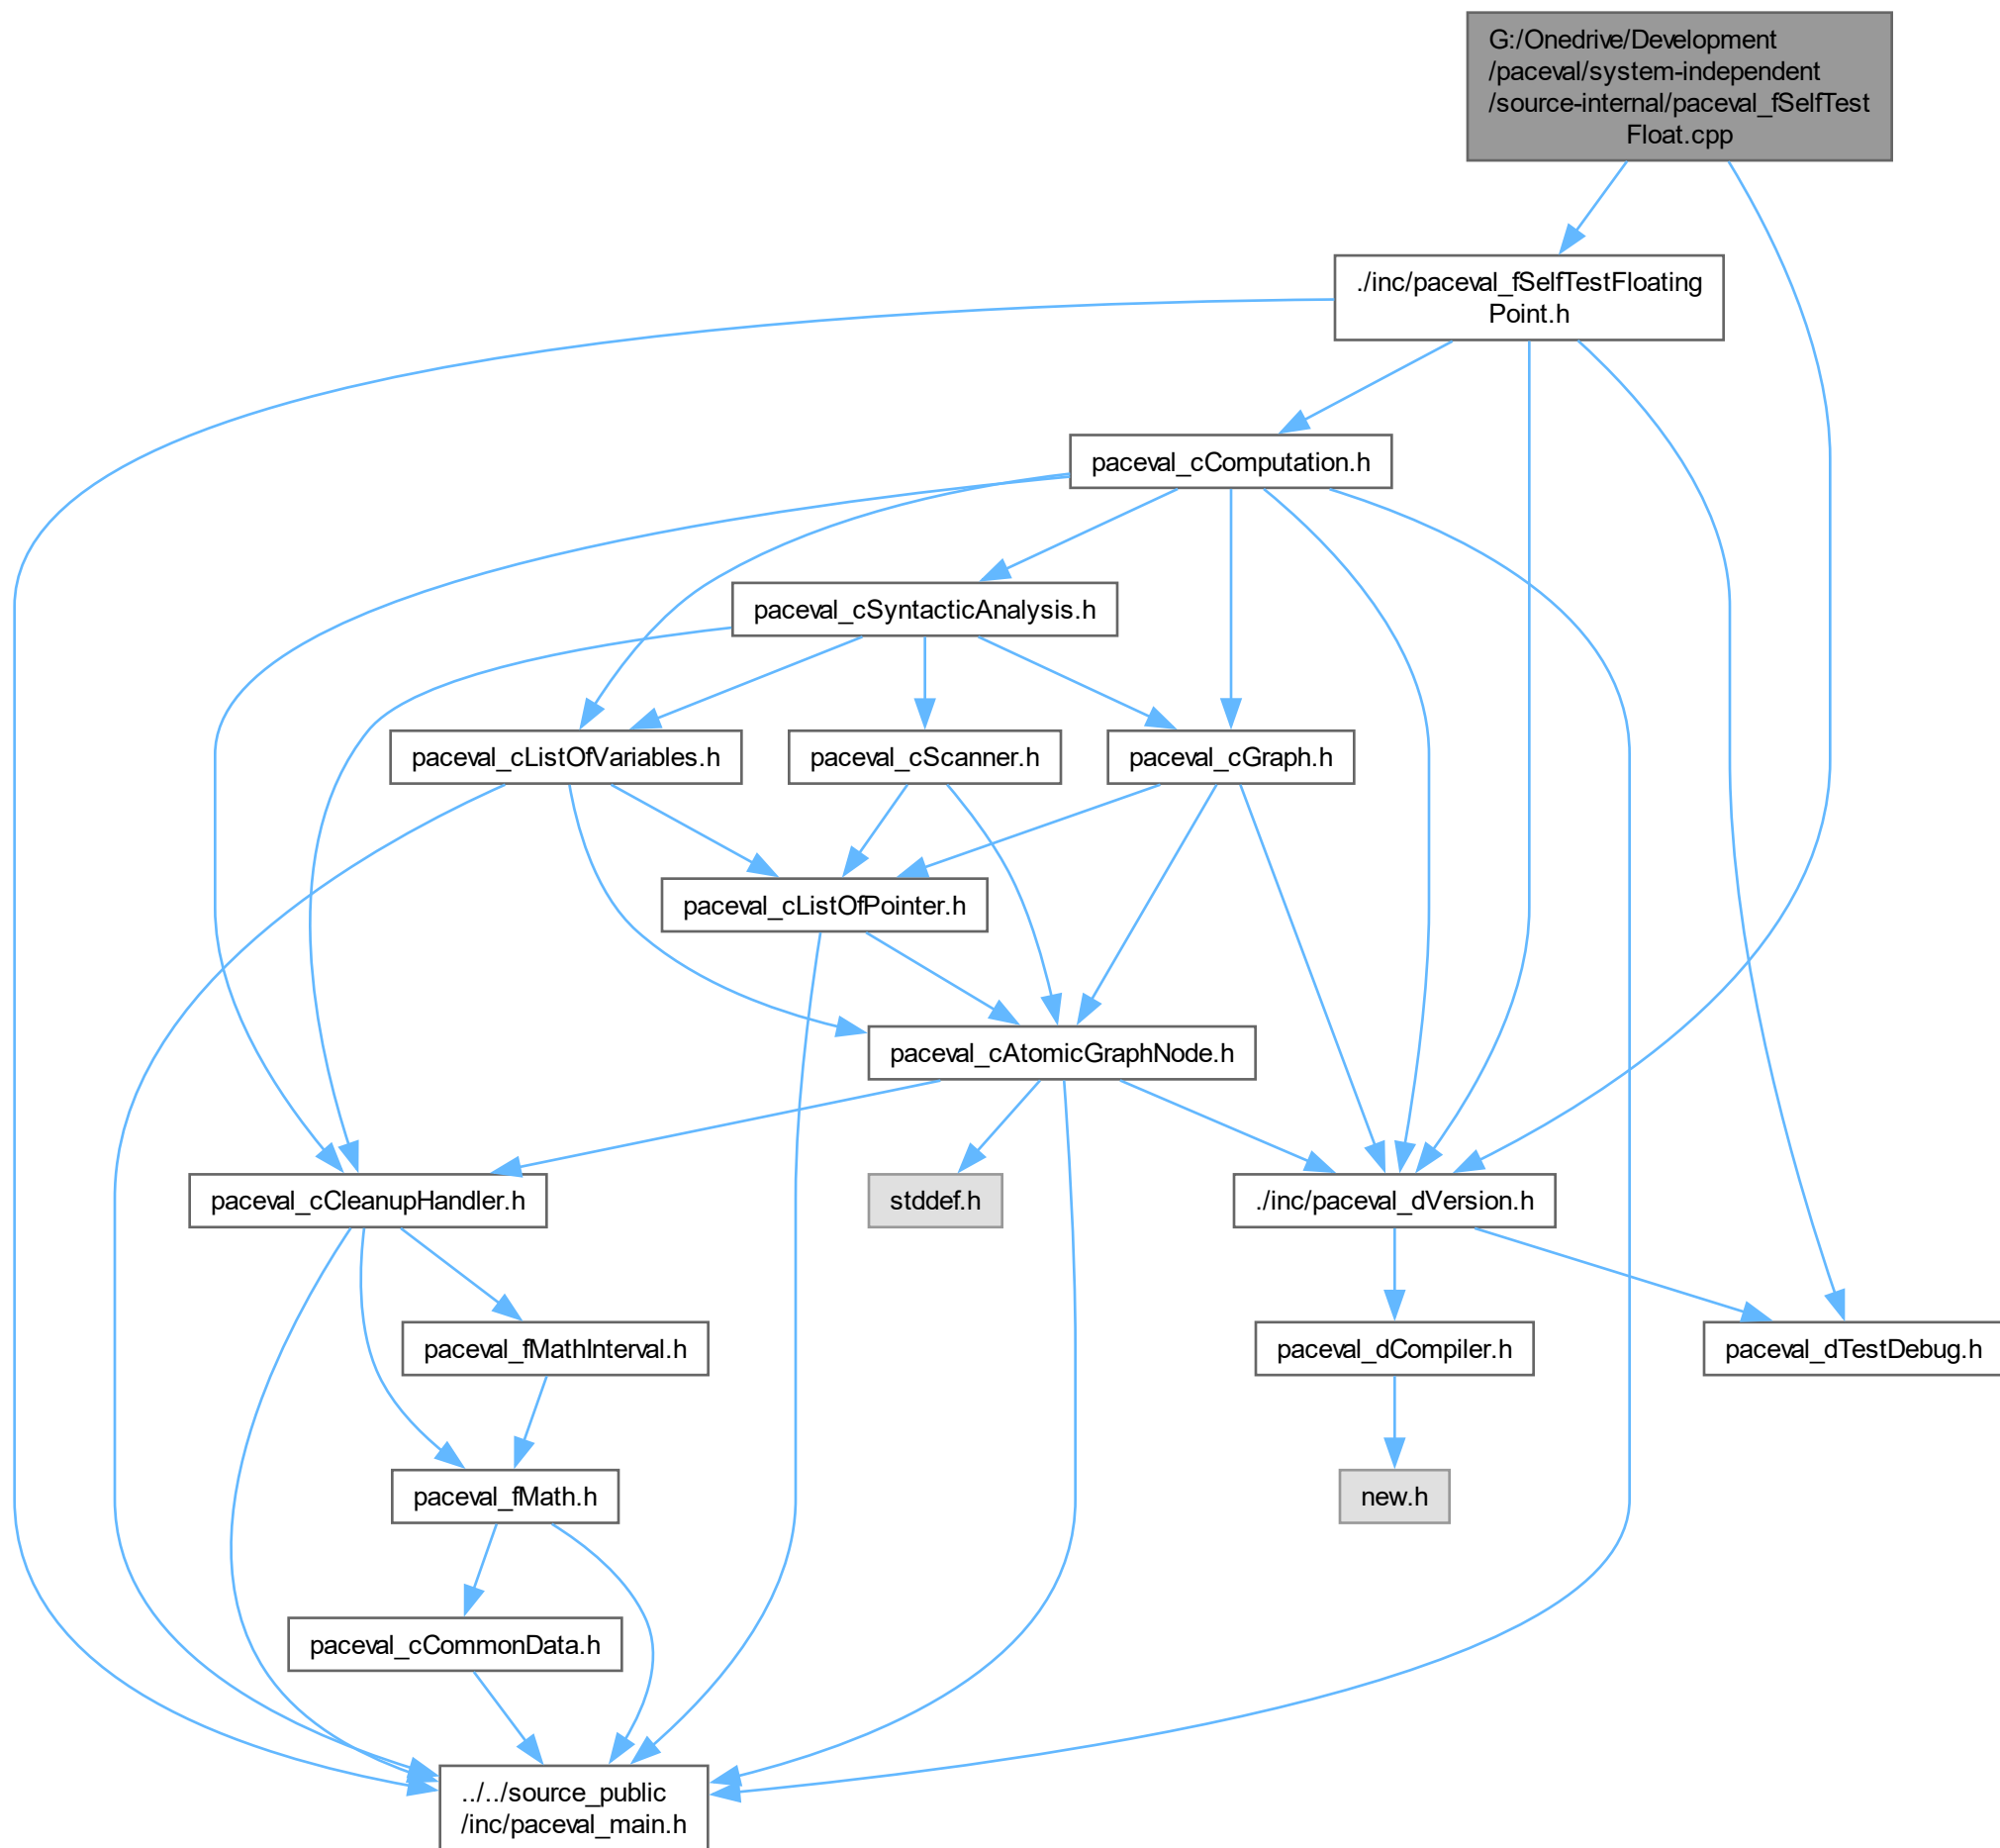 G:/Onedrive/Development
/paceval/system-independent
/source-internal/paceval_fSelfTest
Float.cpp
./inc/paceval_fSelfTestFloating
Point.h
paceval_cComputation.h
paceval_cSyntacticAnalysis.h
paceval_cListOfVariables.h
paceval_cScanner.h
paceval_cGraph.h
paceval_cListOfPointer.h
paceval_cAtomicGraphNode.h
paceval_cCleanupHandler.h
stddef.h
./inc/paceval_dVersion.h
paceval_fMathInterval.h
paceval_dCompiler.h
paceval_dTestDebug.h
paceval_fMath.h
new.h
paceval_cCommonData.h
../../source_public
/inc/paceval_main.h